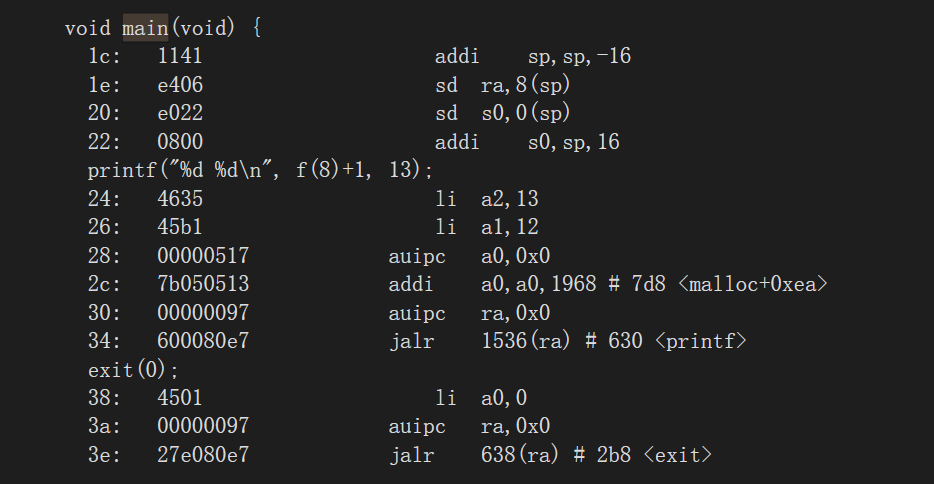 void main(void) {
1c: 1141 addi sp,sp,-16
1e: e406 sd ra,8(sp)
20: e022 sd s0,0(sp)
22: 0800 addi s0,sp,16
printf("%d %d\n", f(8)+1, 13);
24: 4635 li a2,13
26: 45b1 li a1,12
28: 00000517 auipc a0,0x0
2c: 7b050513 addi a0,a0,1968 # 7d8 <malloc+0xea>
30: 00000097 auipc ra,0x0
34: 600080e7 jalr 1536(ra) # 630 <printf>
exit(0);
38: 4501 li a0,0
3a: 00000097 auipc ra,0x0
3e: 27e080e7 jalr 638(ra) # 2b8 <exit>